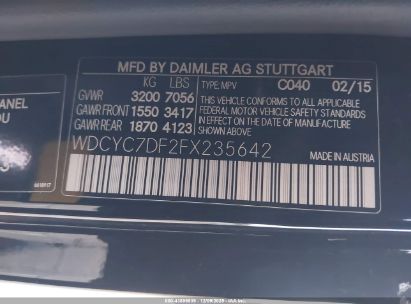 MFD BY DAIMLER AG STUTTGART
KG LBS
GVWR 3200 7056
GAWR FRONT 1550 3417
GAWR REAR 1870 4123
TYPE: MPV C040 02/15
THIS VEHICLE CONFORMS TO ALL APPLICABLE
FEDERAL MOTOR VEHICLE SAFETY STANDARDS
IN EFFECT ON THE DATE OF MANUFACTURE
SHOWN ABOVE.
MADE IN AUSTRIA
WDCYC7DF2FX235642
ANEL
OU